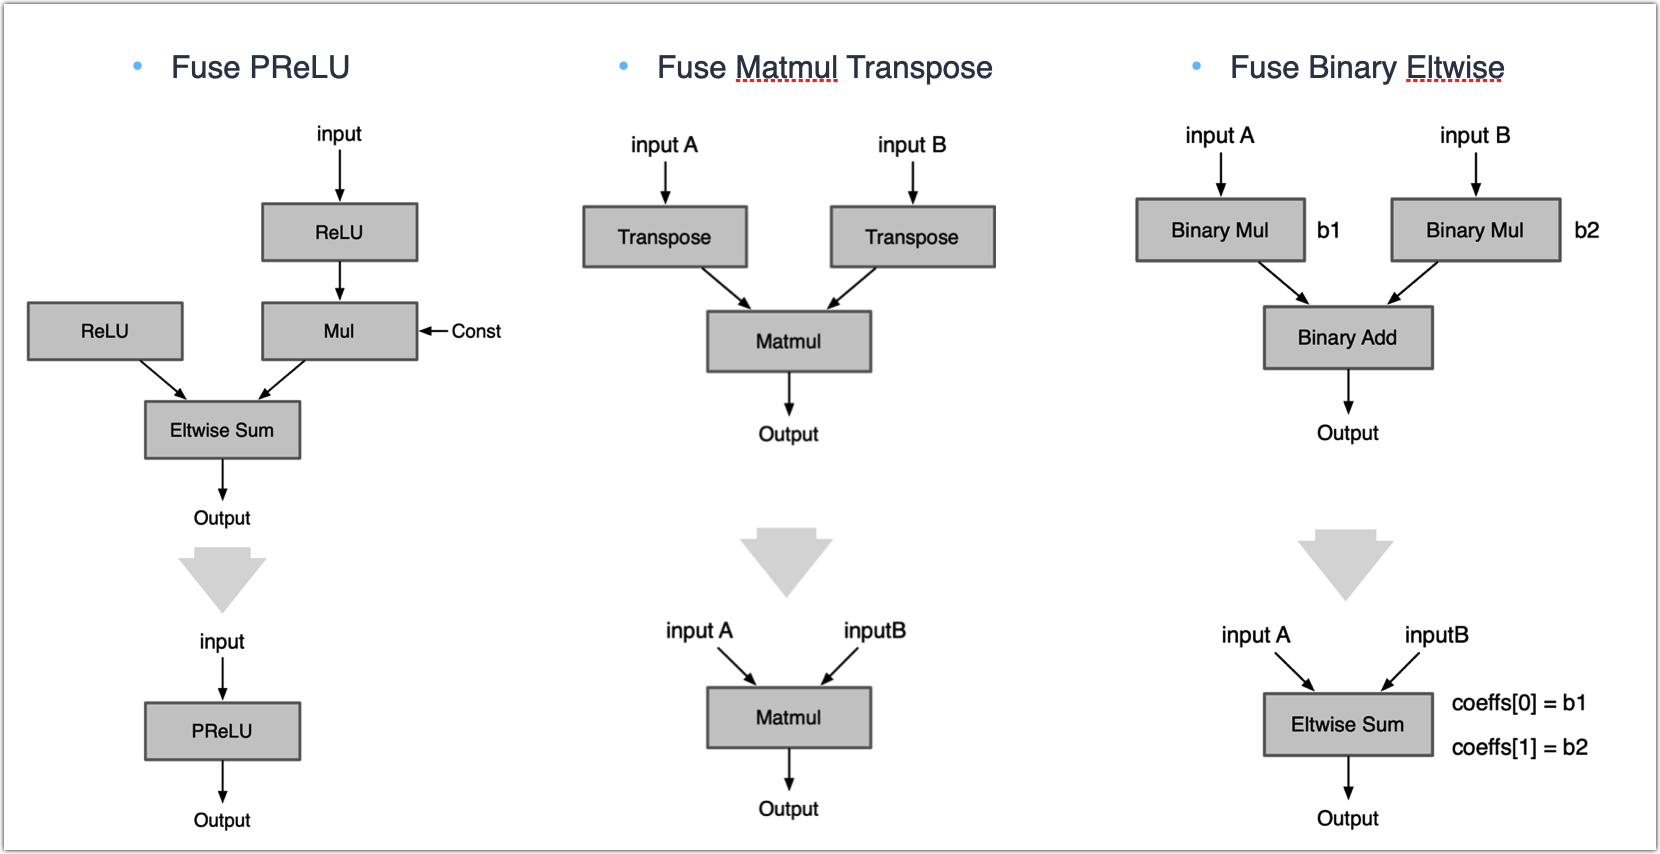 • Fuse PReLU
input
ReLU
ReLU
Mul
Const
Eltwise Sum
Output
input
PReLU
Output
• Fuse Matmul Transpose
input A
input B
Transpose
Transpose
Matmul
Output
input A
inputB
Matmul
Output
• Fuse Binary Eltwise
input A
input B
Binary Mul
b1
Binary Mul
b2
Binary Add
Output
input A
inputB
Eltwise Sum
coeffs[0] = b1
coeffs[1] = b2
Output